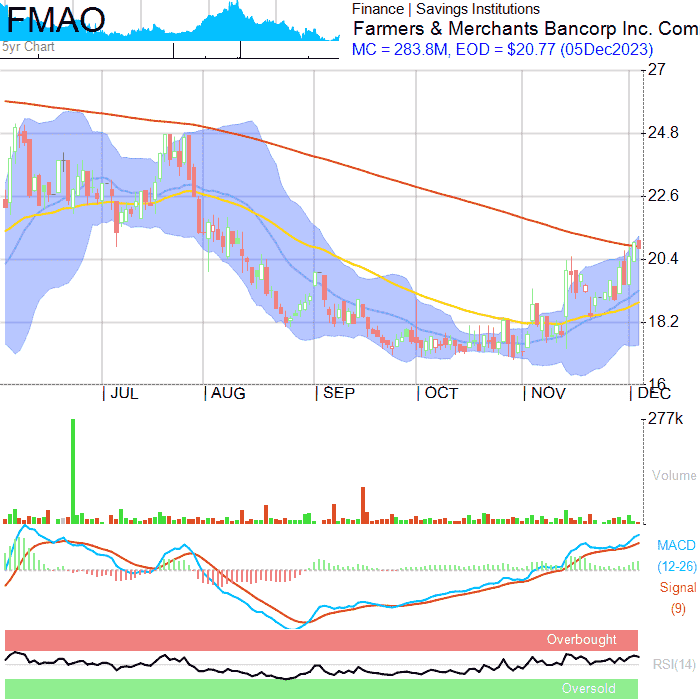 FMAO
5yr Chart
Finance | Savings Institutions
Farmers & Merchants Bancorp Inc. Com
MC = 283.8M, EOD = $20.77 (05Dec2023)
27
24.8
22.6
20.4
18.2
16
JUL AUG SEP OCT NOV DEC
277k
Volume
MACD
(12-26)
Signal
(9)
Overbought
RSI(14)
Oversold